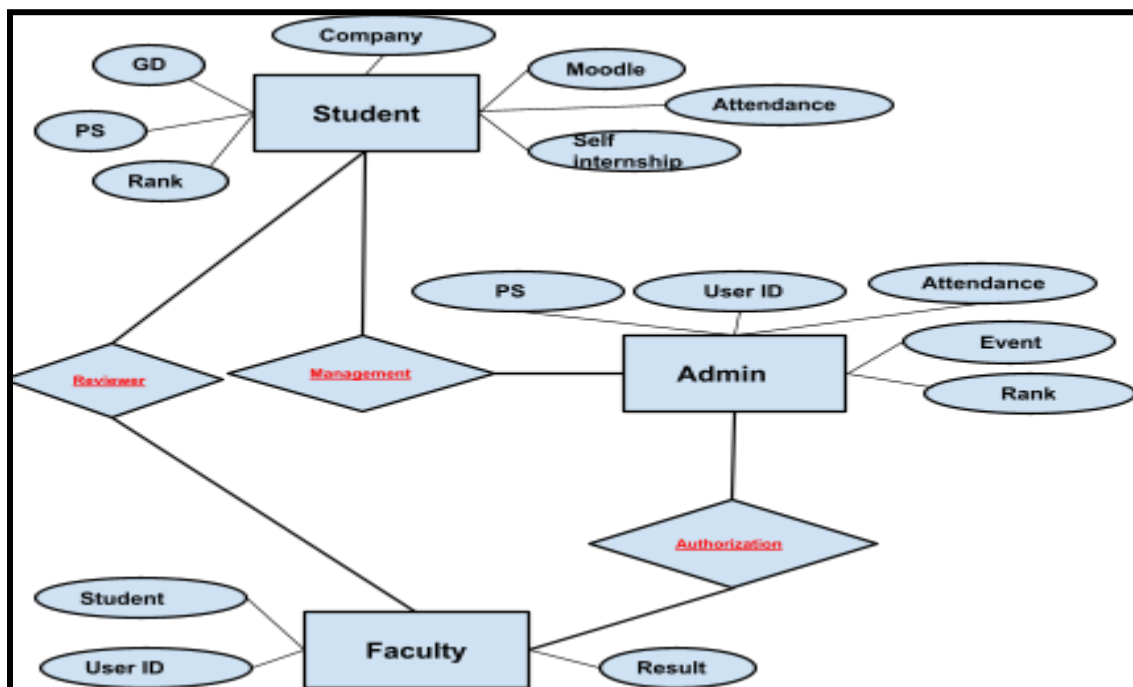 Company
GD
Moodle
Student
Attendance
PS
Self
internship
Rank
PS
User ID
Attendance
Event
Reviewer
Management
Admin
Rank
Authorization
Student
Faculty
User ID
Result